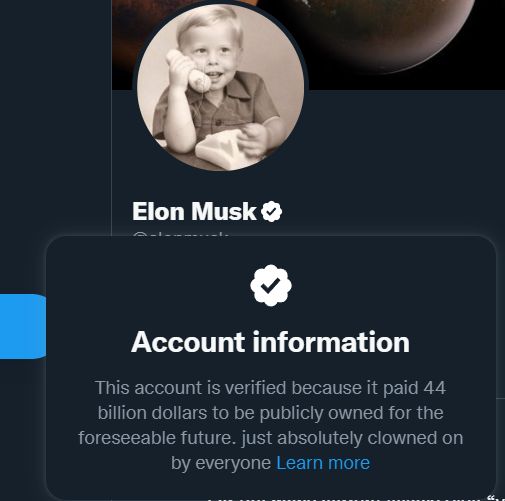 Elon Musk
@elonmusk
Account information
This account is verified because it paid 44
billion dollars to be publicly owned for the
foreseeable future. just absolutely clowned on
by everyone Learn more